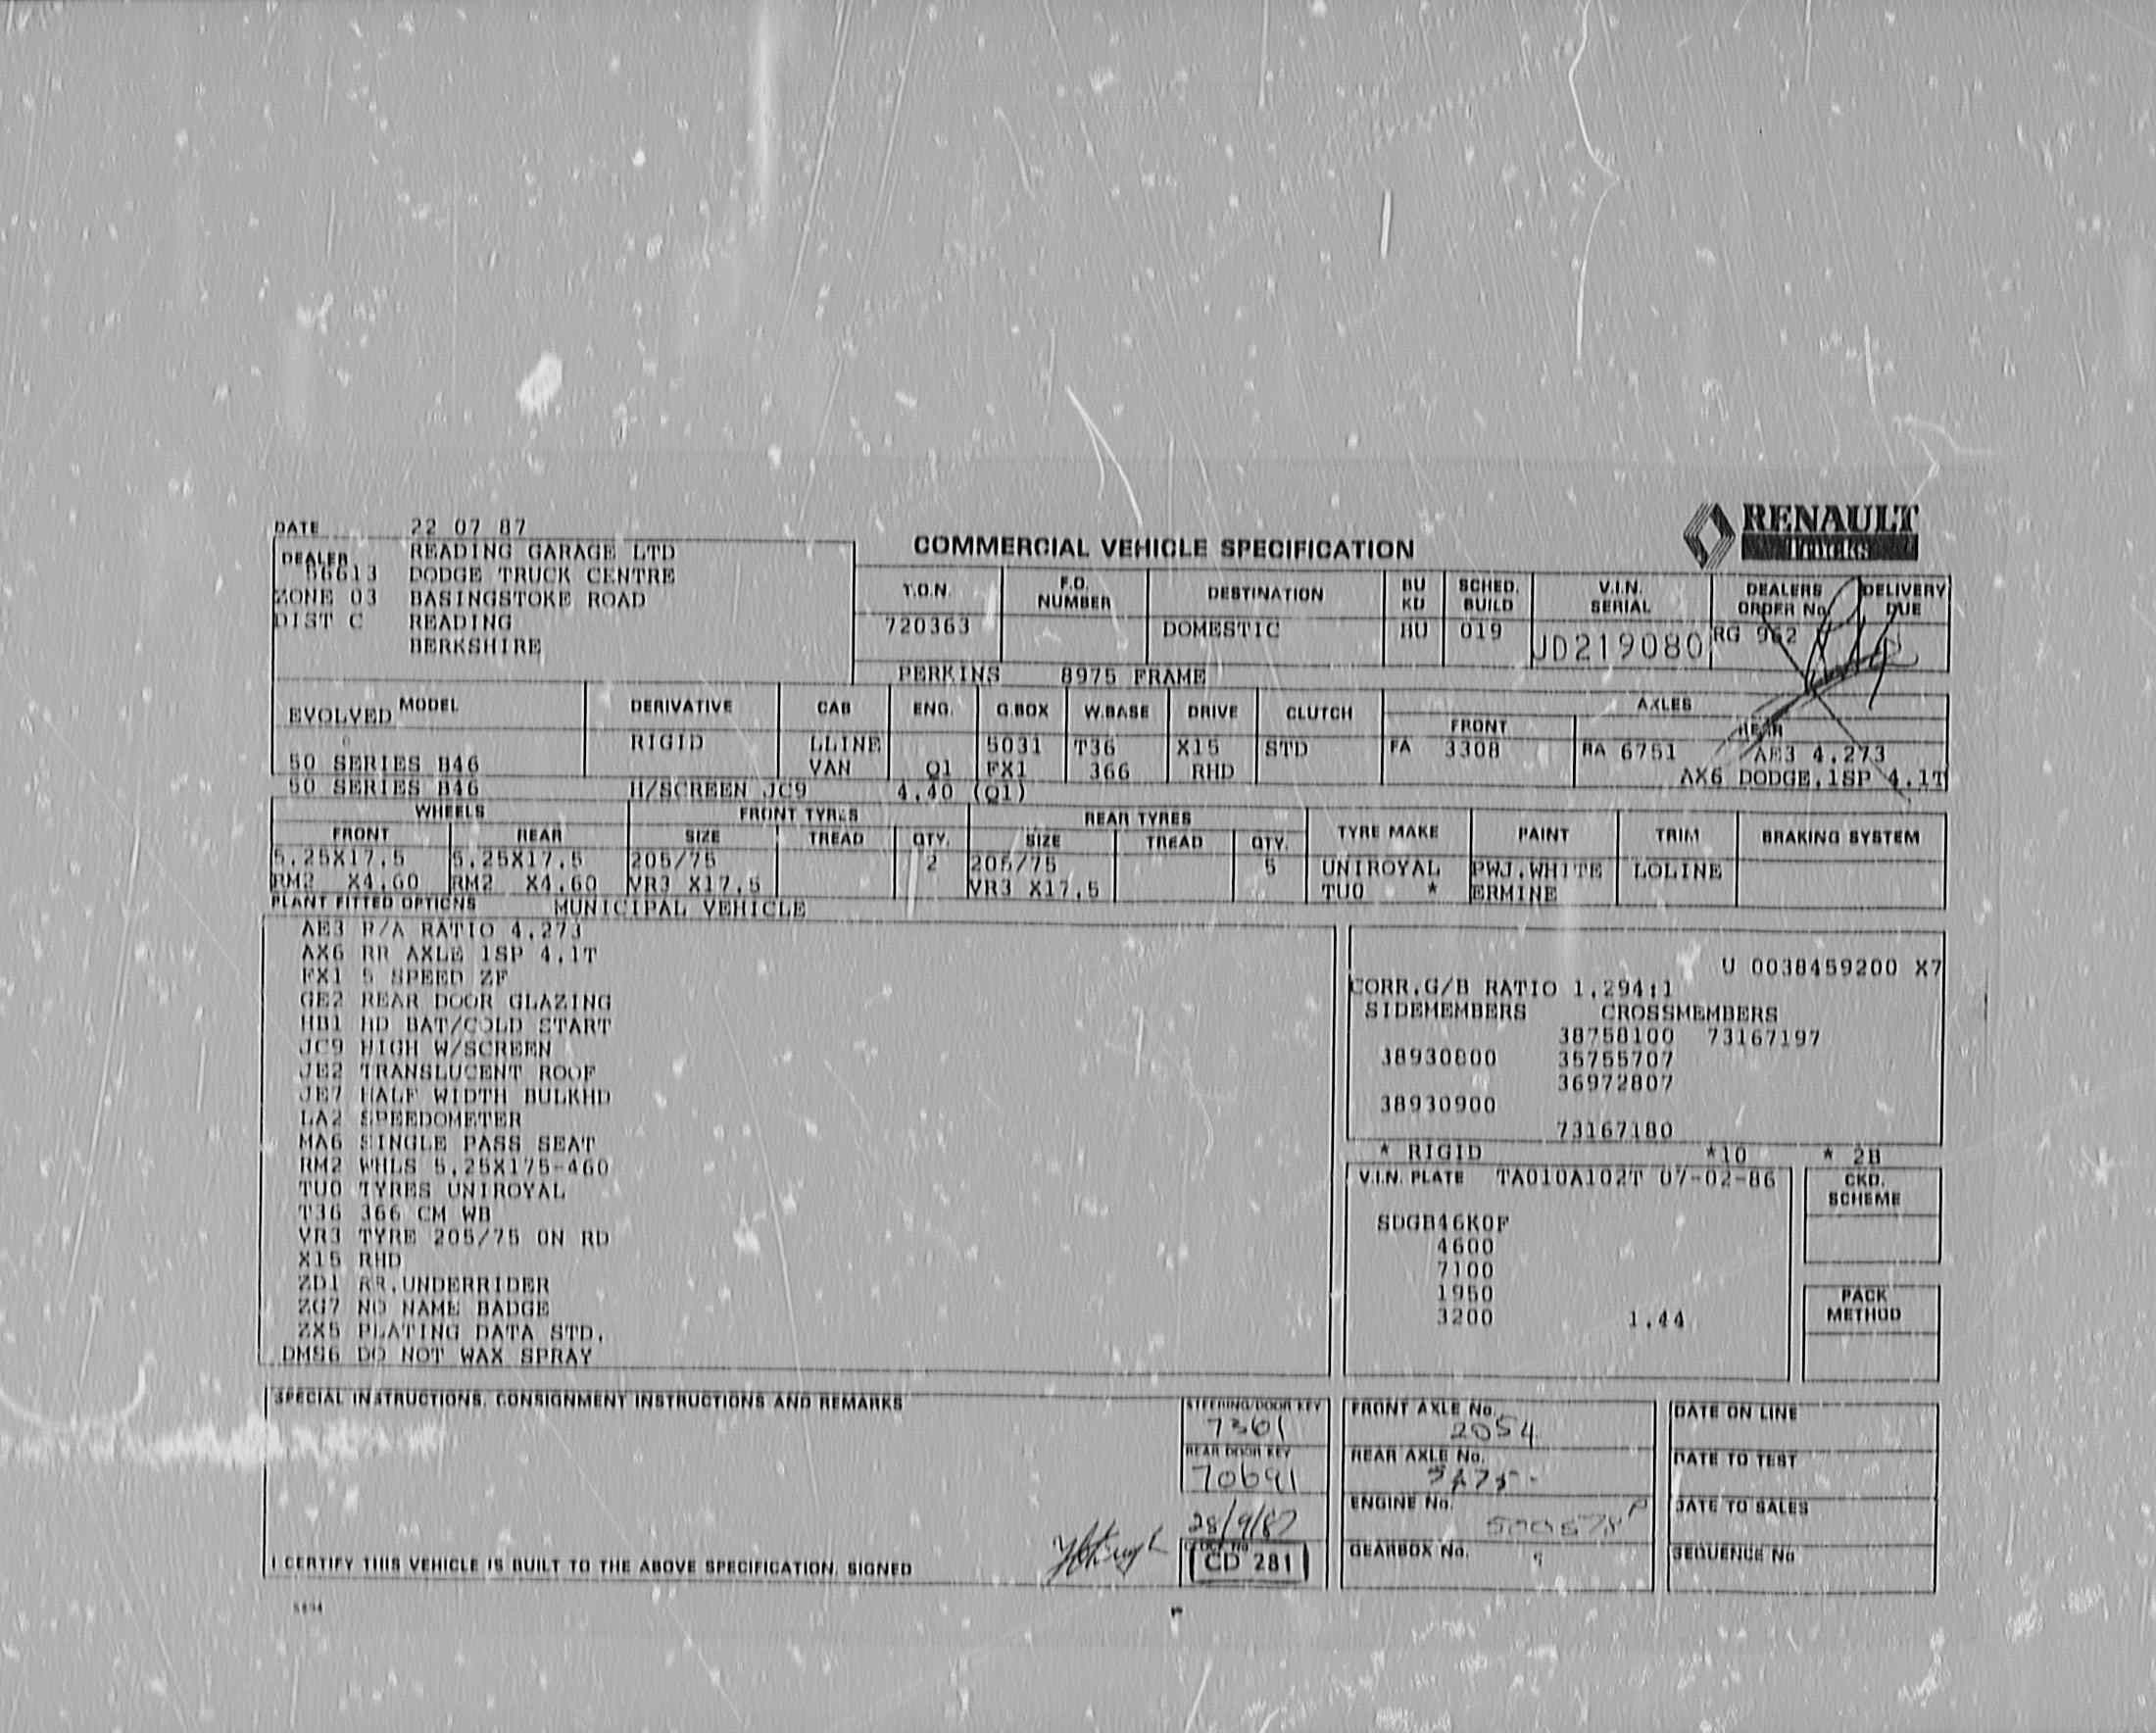 DATE 22 07 87
RENAULT
DEALER READING GARAGE LTD
56613 DODGE TRUCK CENTRE
ZONE 03 BASINGSTOKE ROAD
DIST C READING
BERKSHIRE
COMMERCIAL VEHICLE SPECIFICATION
T.O.N. F.O. NUMBER DESTINATION BU KU SCHED. BUILD V.I.N. SERIAL DEALERS ORDER No. DELIVERY DUE
720363 DOMESTIC BU 019 JD219080 RG 962
PERKINS 8975 FRAME
MODEL DERIVATIVE CAB ENG. G.BOX W.BASE DRIVE CLUTCH AXLES
EVOLVED FRONT REAR
RIGID LLINE 5031 T36 X15 STD FA 3308 RA 6751 AE3 4.273
50 SERIES B46 VAN Q1 FX1 366 RHD AX6 DODGE.1SP 4.1T
50 SERIES B46 H/SCREEN JC9 4.40 (Q1)
WHEELS FRONT TYRES REAR TYRES TYRE MAKE PAINT TRIM BRAKING SYSTEM
FRONT REAR SIZE TREAD QTY. SIZE TREAD QTY.
5.25X17.5 5.25X17.5 205/75 2 205/75 5 UNIROYAL PWJ.WHITE LOLINE
RM2 X4.60 RM2 X4.60 VR3 X17.5 VR3 X17.5 TU0 * ERMINE
PLANT FITTED OPTIONS MUNICIPAL VEHICLE
AE3 R/A RATIO 4.273
AX6 RR AXLE 1SP 4.1T
FX1 5 SPEED ZF
GE2 REAR DOOR GLAZING
HB1 HD BAT/COLD START
JC9 HIGH W/SCREEN
JE2 TRANSLUCENT ROOF
JE7 HALF WIDTH BULKHD
LA2 SPEEDOMETER
MA6 SINGLE PASS SEAT
RM2 WHLS 5.25X175-460
TU0 TYRES UNIROYAL
T36 366 CM WB
VR3 TYRE 205/75 ON RD
X15 RHD
ZD1 RR.UNDERRIDER
ZG7 NO NAME BADGE
ZX5 PLATING DATA STD.
DMS6 DO NOT WAX SPRAY
U 0038459200 X7
CORR.G/B RATIO 1.294:1
SIDEMEMBERS CROSSMEMBERS
38758100 73167197
38930800 35755707
36972807
38930900
73167180
* RIGID *10 * 2B
V.I.N. PLATE TA010A102T 07-02-86
SDGB46K0F
4600
7100
1950
3200 1.44
CKD. SCHEME
PACK METHOD
SPECIAL INSTRUCTIONS, CONSIGNMENT INSTRUCTIONS AND REMARKS
STEERING/DOOR KEY
7361
REAR DOOR KEY
70691
28/9/87
CD 281
I CERTIFY THIS VEHICLE IS BUILT TO THE ABOVE SPECIFICATION. SIGNED
FRONT AXLE No.
2054
REAR AXLE No.
ENGINE No.
GEARBOX No.
DATE ON LINE
DATE TO TEST
DATE TO SALES
SEQUENCE No